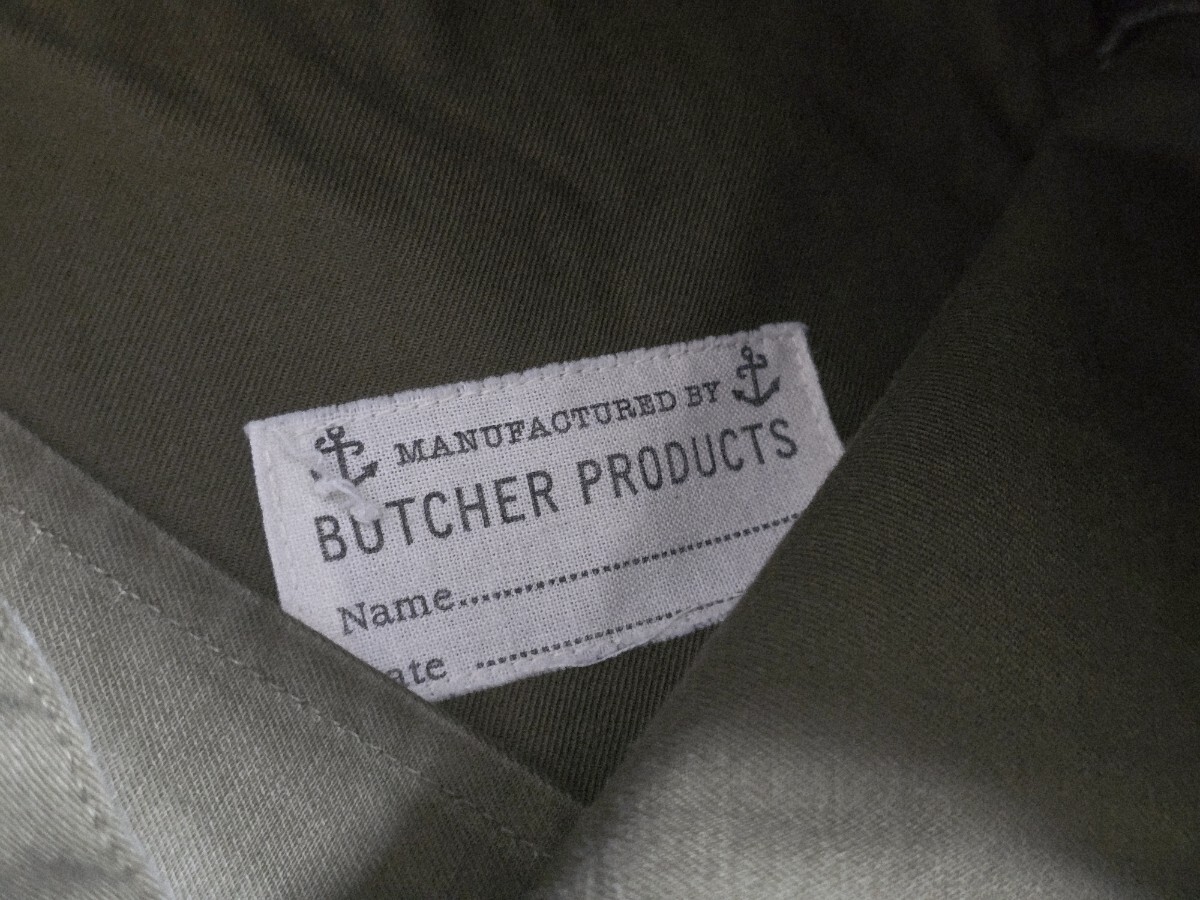 MANUFACTURED BY
BUTCHER PRODUCTS
Name..............................
ate ..............................